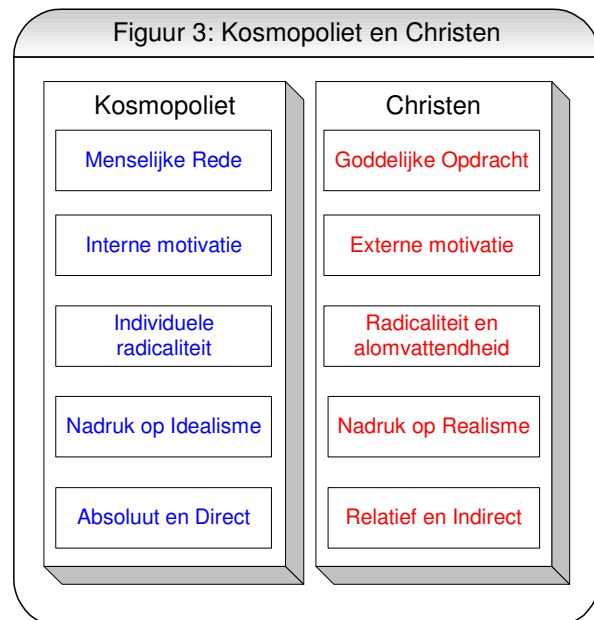 Figuur 3: Kosmopoliet en Christen
Kosmopoliet
Menselijke Rede
Interne motivatie
Individuele
radicaliteit
Nadruk op Idealisme
Absoluut en Direct
Christen
Goddelijke Opdracht
Externe motivatie
Radicaliteit en
alomvattendheid
Nadruk op Realisme
Relatief en Indirect